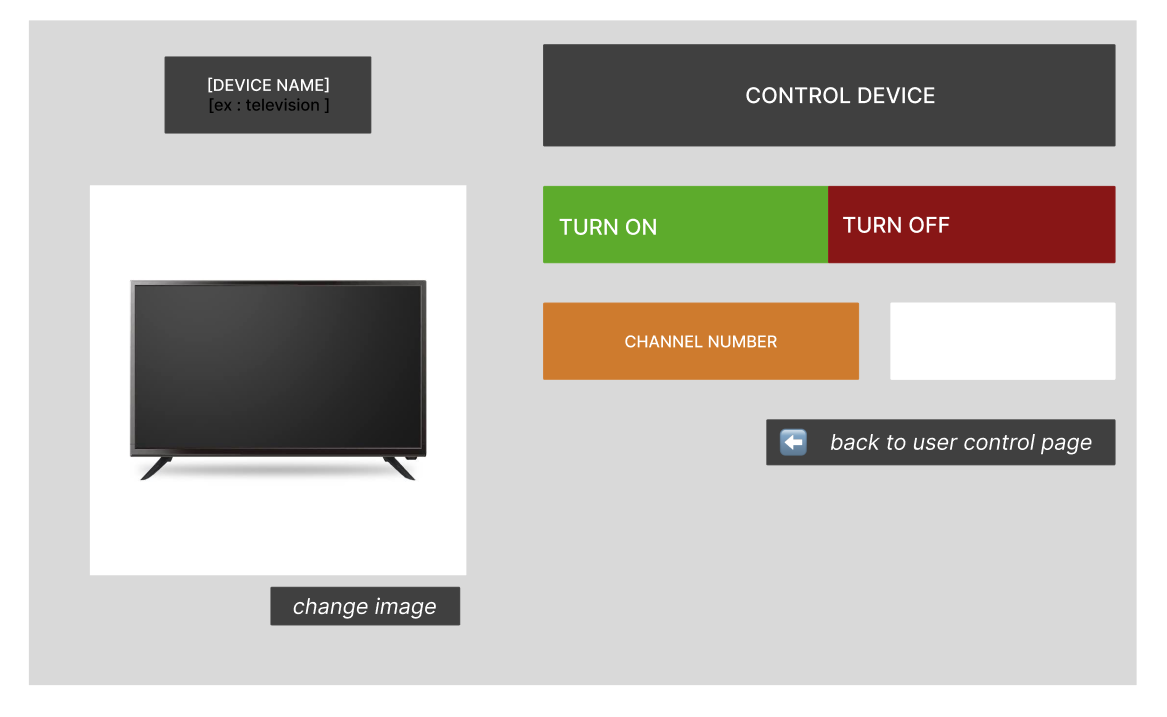 [DEVICE NAME]
[ex : television ]
CONTROL DEVICE
TURN ON
TURN OFF
CHANNEL NUMBER
back to user control page
change image